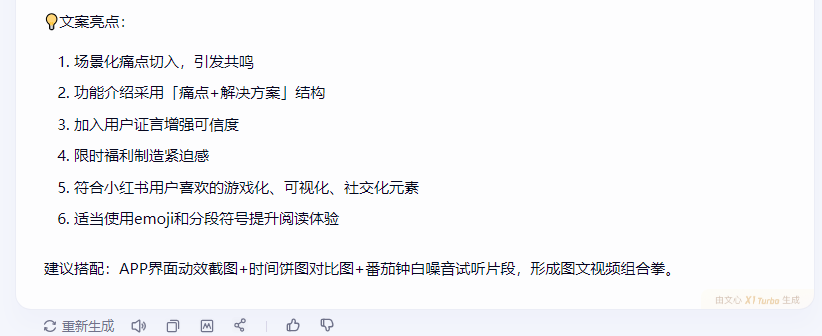 💡文案亮点：
1. 场景化痛点切入，引发共鸣
2. 功能介绍采用「痛点+解决方案」结构
3. 加入用户证言增强可信度
4. 限时福利制造紧迫感
5. 符合小红书用户喜欢的游戏化、可视化、社交化元素
6. 适当使用emoji和分段符号提升阅读体验
建议搭配：APP界面动效截图+时间饼图对比图+番茄钟白噪音试听片段，形成图文视频组合拳。
由文心 X1 Turbo 生成
重新生成